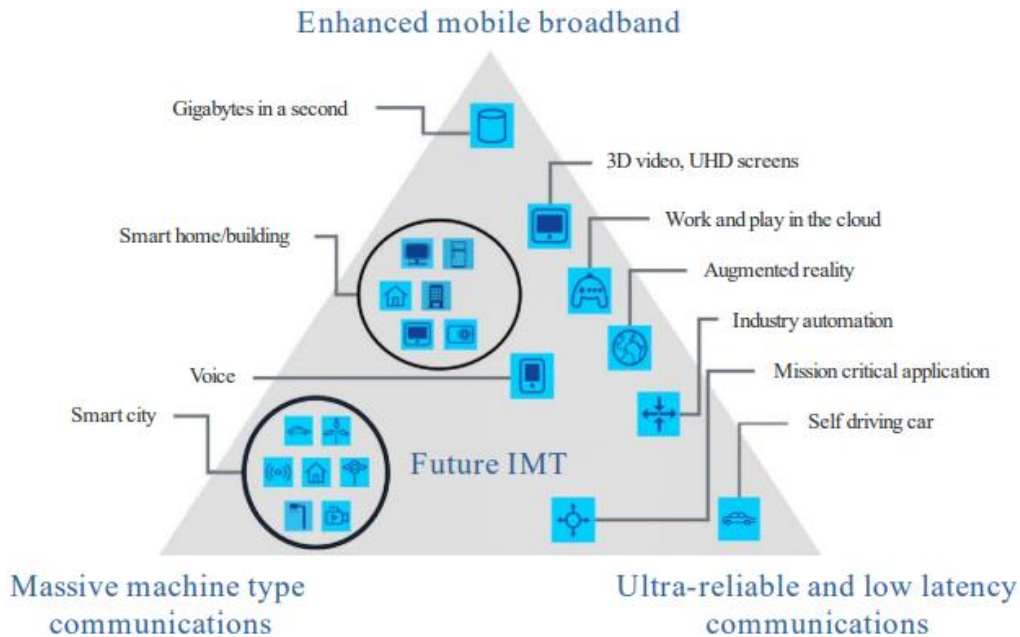 Enhanced mobile broadband
Gigabytes in a second
3D video, UHD screens
Work and play in the cloud
Smart home/building
Augmented reality
Industry automation
Voice
Mission critical application
Smart city
Self driving car
Future IMT
Massive machine type
communications
Ultra-reliable and low latency
communications